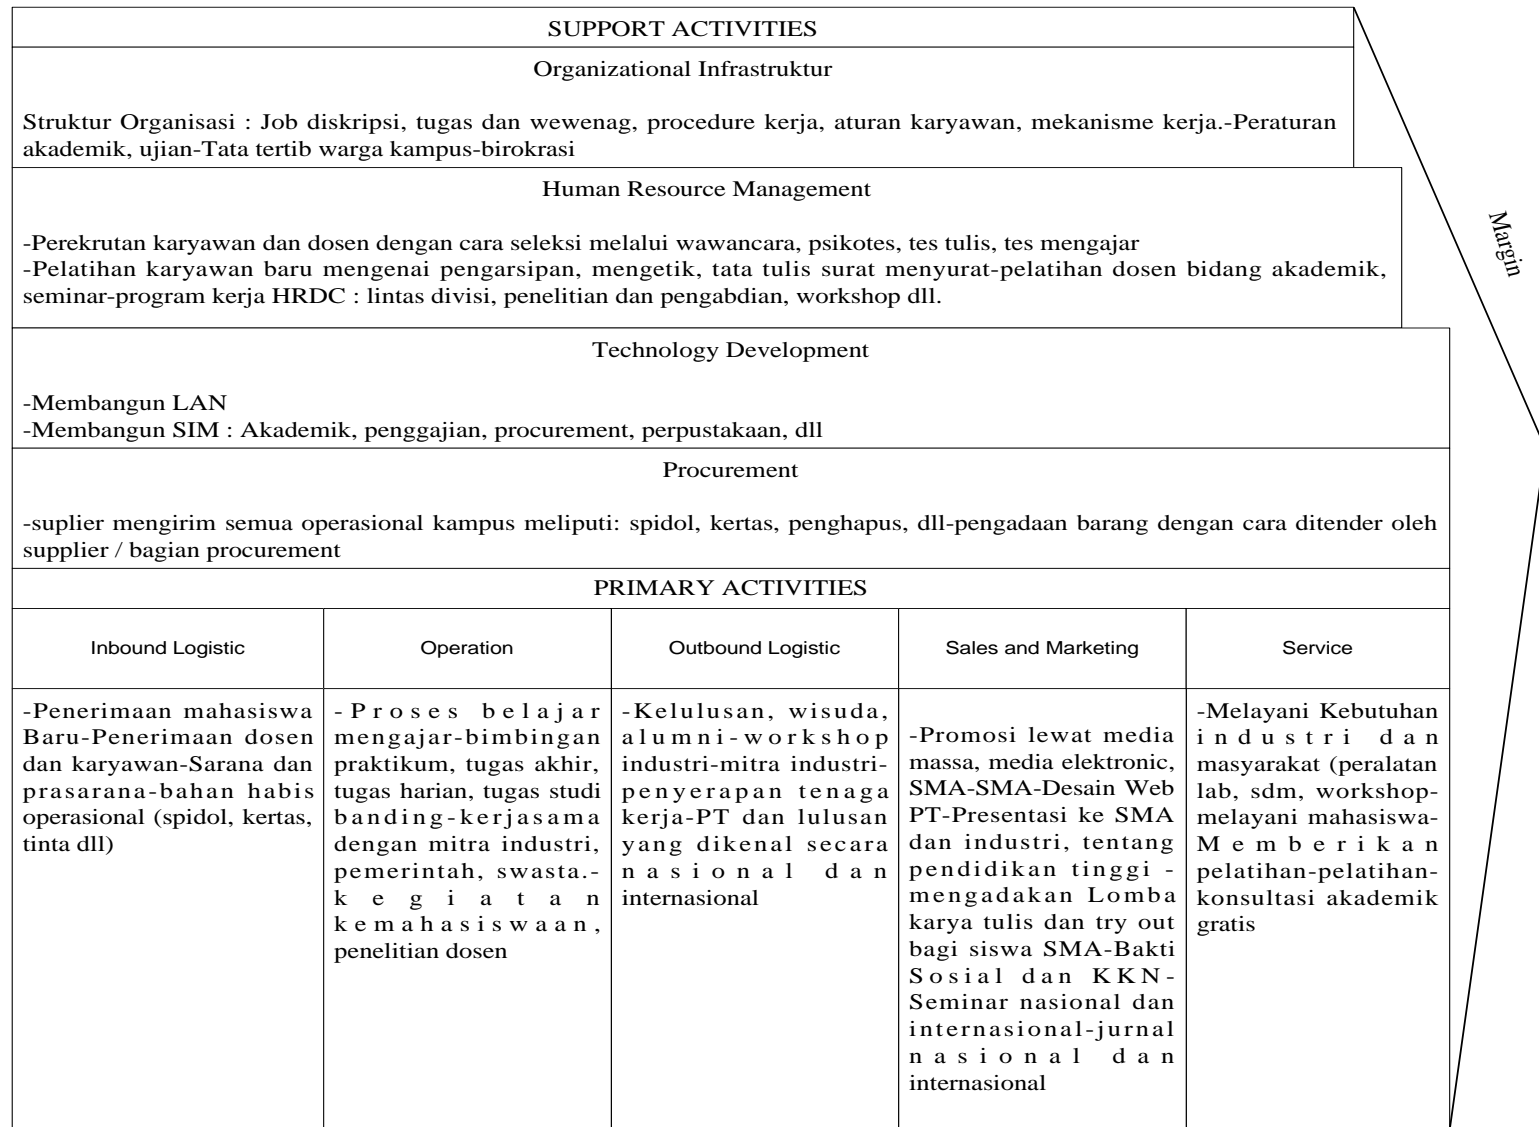 SUPPORT ACTIVITIES
Organizational Infrastruktur
Struktur Organisasi : Job diskripsi, tugas dan wewenag, procedure kerja, aturan karyawan, mekanisme kerja.-Peraturan
akademik, ujian-Tata tertib warga kampus-birokrasi
Human Resource Management
-Perekrutan karyawan dan dosen dengan cara seleksi melalui wawancara, psikotes, tes tulis, tes mengajar
-Pelatihan karyawan baru mengenai pengarsipan, mengetik, tata tulis surat menyurat-pelatihan dosen bidang akademik,
seminar-program kerja HRDC : lintas divisi, penelitian dan pengabdian, workshop dll.
Margin
Technology Development
-Membangun LAN
-Membangun SIM : Akademik, penggajian, procurement, perpustakaan, dll
Procurement
-suplier mengirim semua operasional kampus meliputi: spidol, kertas, penghapus, dll-pengadaan barang dengan cara ditender oleh
supplier / bagian procurement
PRIMARY ACTIVITIES
Inbound Logistic
-Penerimaan mahasiswa
Baru-Penerimaan dosen
dan karyawan-Sarana dan
prasarana-bahan habis
operasional (spidol, kertas,
tinta dll)
Operation
-Proses belajar
mengajar-bimbingan
praktikum, tugas akhir,
tugas harian, tugas studi
banding-kerjasama
dengan mitra industri,
pemerintah, swasta.-
kegiatan
kemahasiswaan,
penelitian dosen
Outbound Logistic
-Kelulusan, wisuda,
alumni-workshop
industri-mitra industri-
penyerapan tenaga
kerja-PT dan lulusan
yang dikenal secara
nasional dan
internasional
Sales and Marketing
-Promosi lewat media
massa, media elektronic,
SMA-SMA-Desain Web
PT-Presentasi ke SMA
dan industri, tentang
pendidikan tinggi -
mengadakan Lomba
karya tulis dan try out
bagi siswa SMA-Bakti
Sosial dan KKN-
Seminar nasional dan
internasional-jurnal
nasional dan
internasional
Service
-Melayani Kebutuhan
industri dan
masyarakat (peralatan
lab, sdm, workshop-
melayani mahasiswa-
Memberikan
pelatihan-pelatihan-
konsultasi akademik
gratis